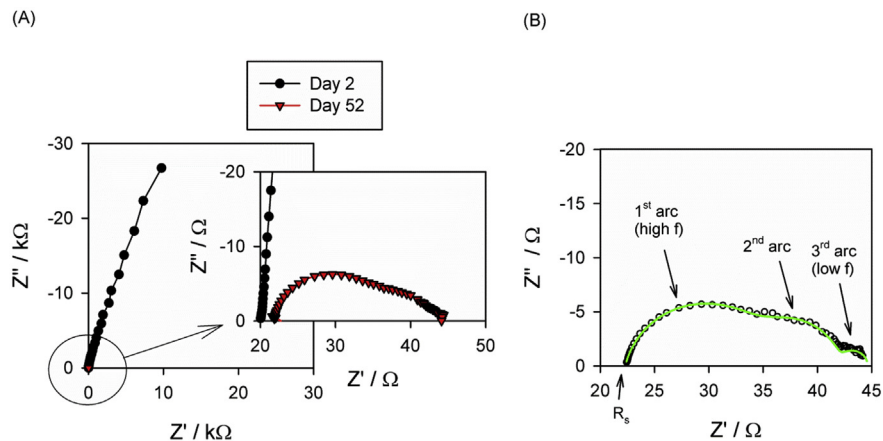 (A)
(B)
Day 2
Day 52
-30
-20
-10
0
Z'' / kΩ
0
10
20
30
Z' / kΩ
-20
-10
0
Z'' / Ω
20
30
40
50
Z' / Ω
-20
-15
-10
-5
0
Z'' / Ω
1st arc
(high f)
2nd arc
3rd arc
(low f)
20
25
30
35
40
45
Rs
Z' / Ω